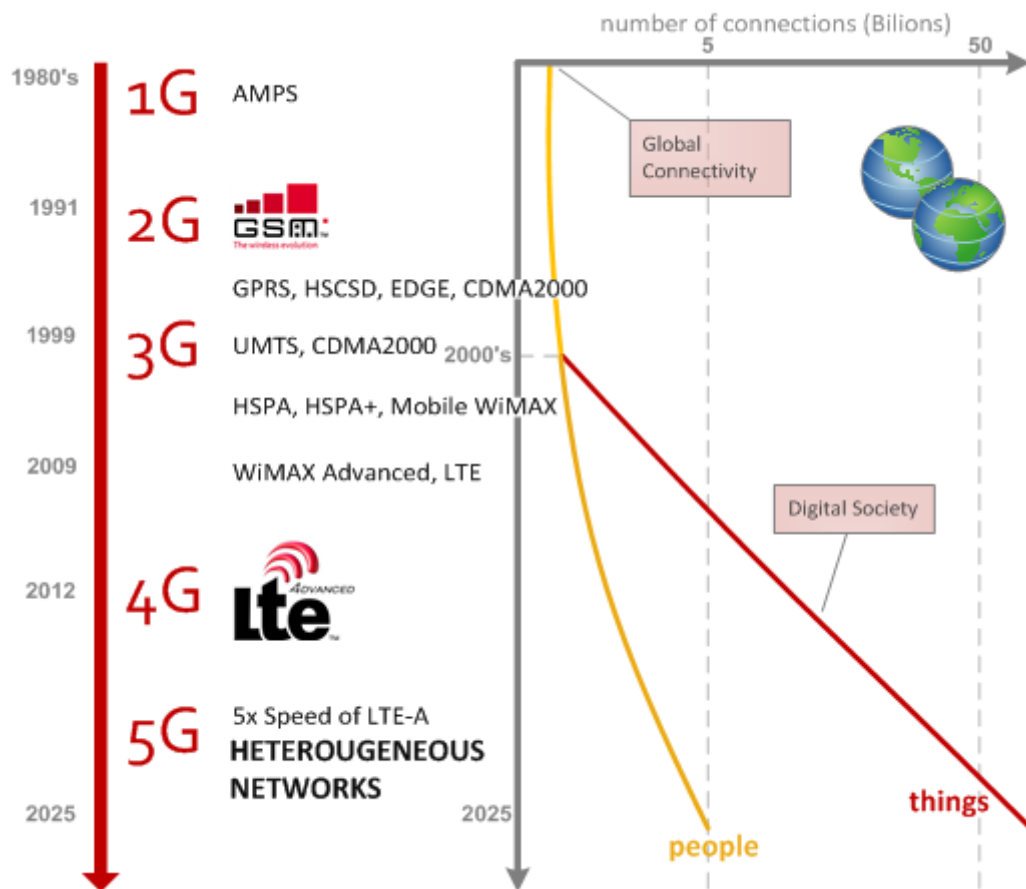 number of connections (Bilions)
5
50
1980's
1G
AMPS
Global
Connectivity
1991
2G
GSM™
The wireless evolution
GPRS, HSCSD, EDGE, CDMA2000
1999
3G
UMTS, CDMA2000
2000's
HSPA, HSPA+, Mobile WiMAX
2009
WiMAX Advanced, LTE
Digital Society
2012
4G
ADVANCED
Lte™
5G
5x Speed of LTE-A
HETEROUGENEOUS
NETWORKS
2025
2025
things
people